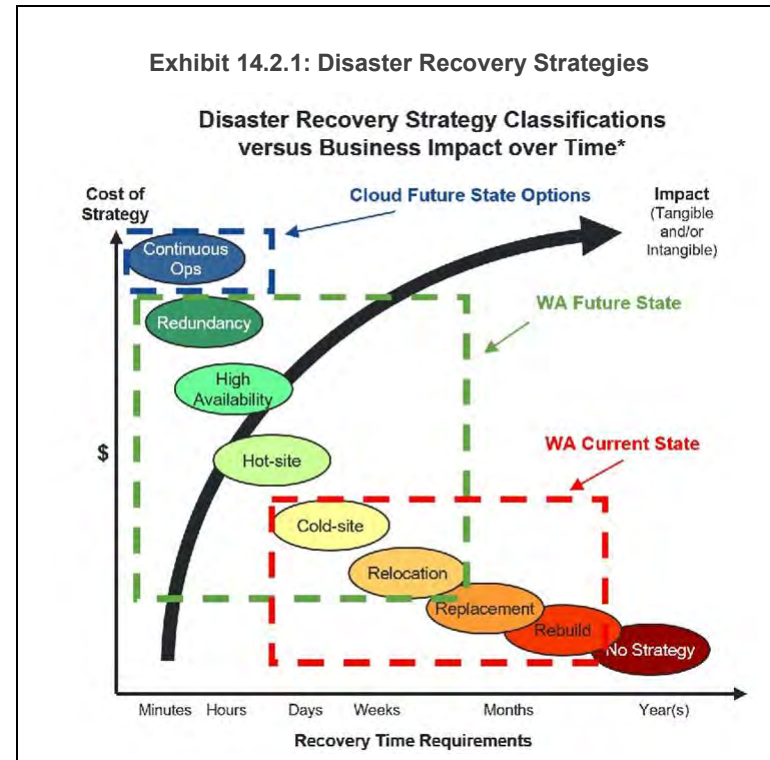 Exhibit 14.2.1: Disaster Recovery Strategies
Disaster Recovery Strategy Classifications
versus Business Impact over Time*
Cost of
Strategy
Cloud Future State Options
Impact
(Tangible
and/or
Intangible)
Continuous
Ops
WA Future State
Redundancy
High
Availability
$
WA Current State
Hot-site
Cold-site
Relocation
Replacement
Rebuild
No Strategy
Minutes Hours Days Weeks Months Year(s)
Recovery Time Requirements